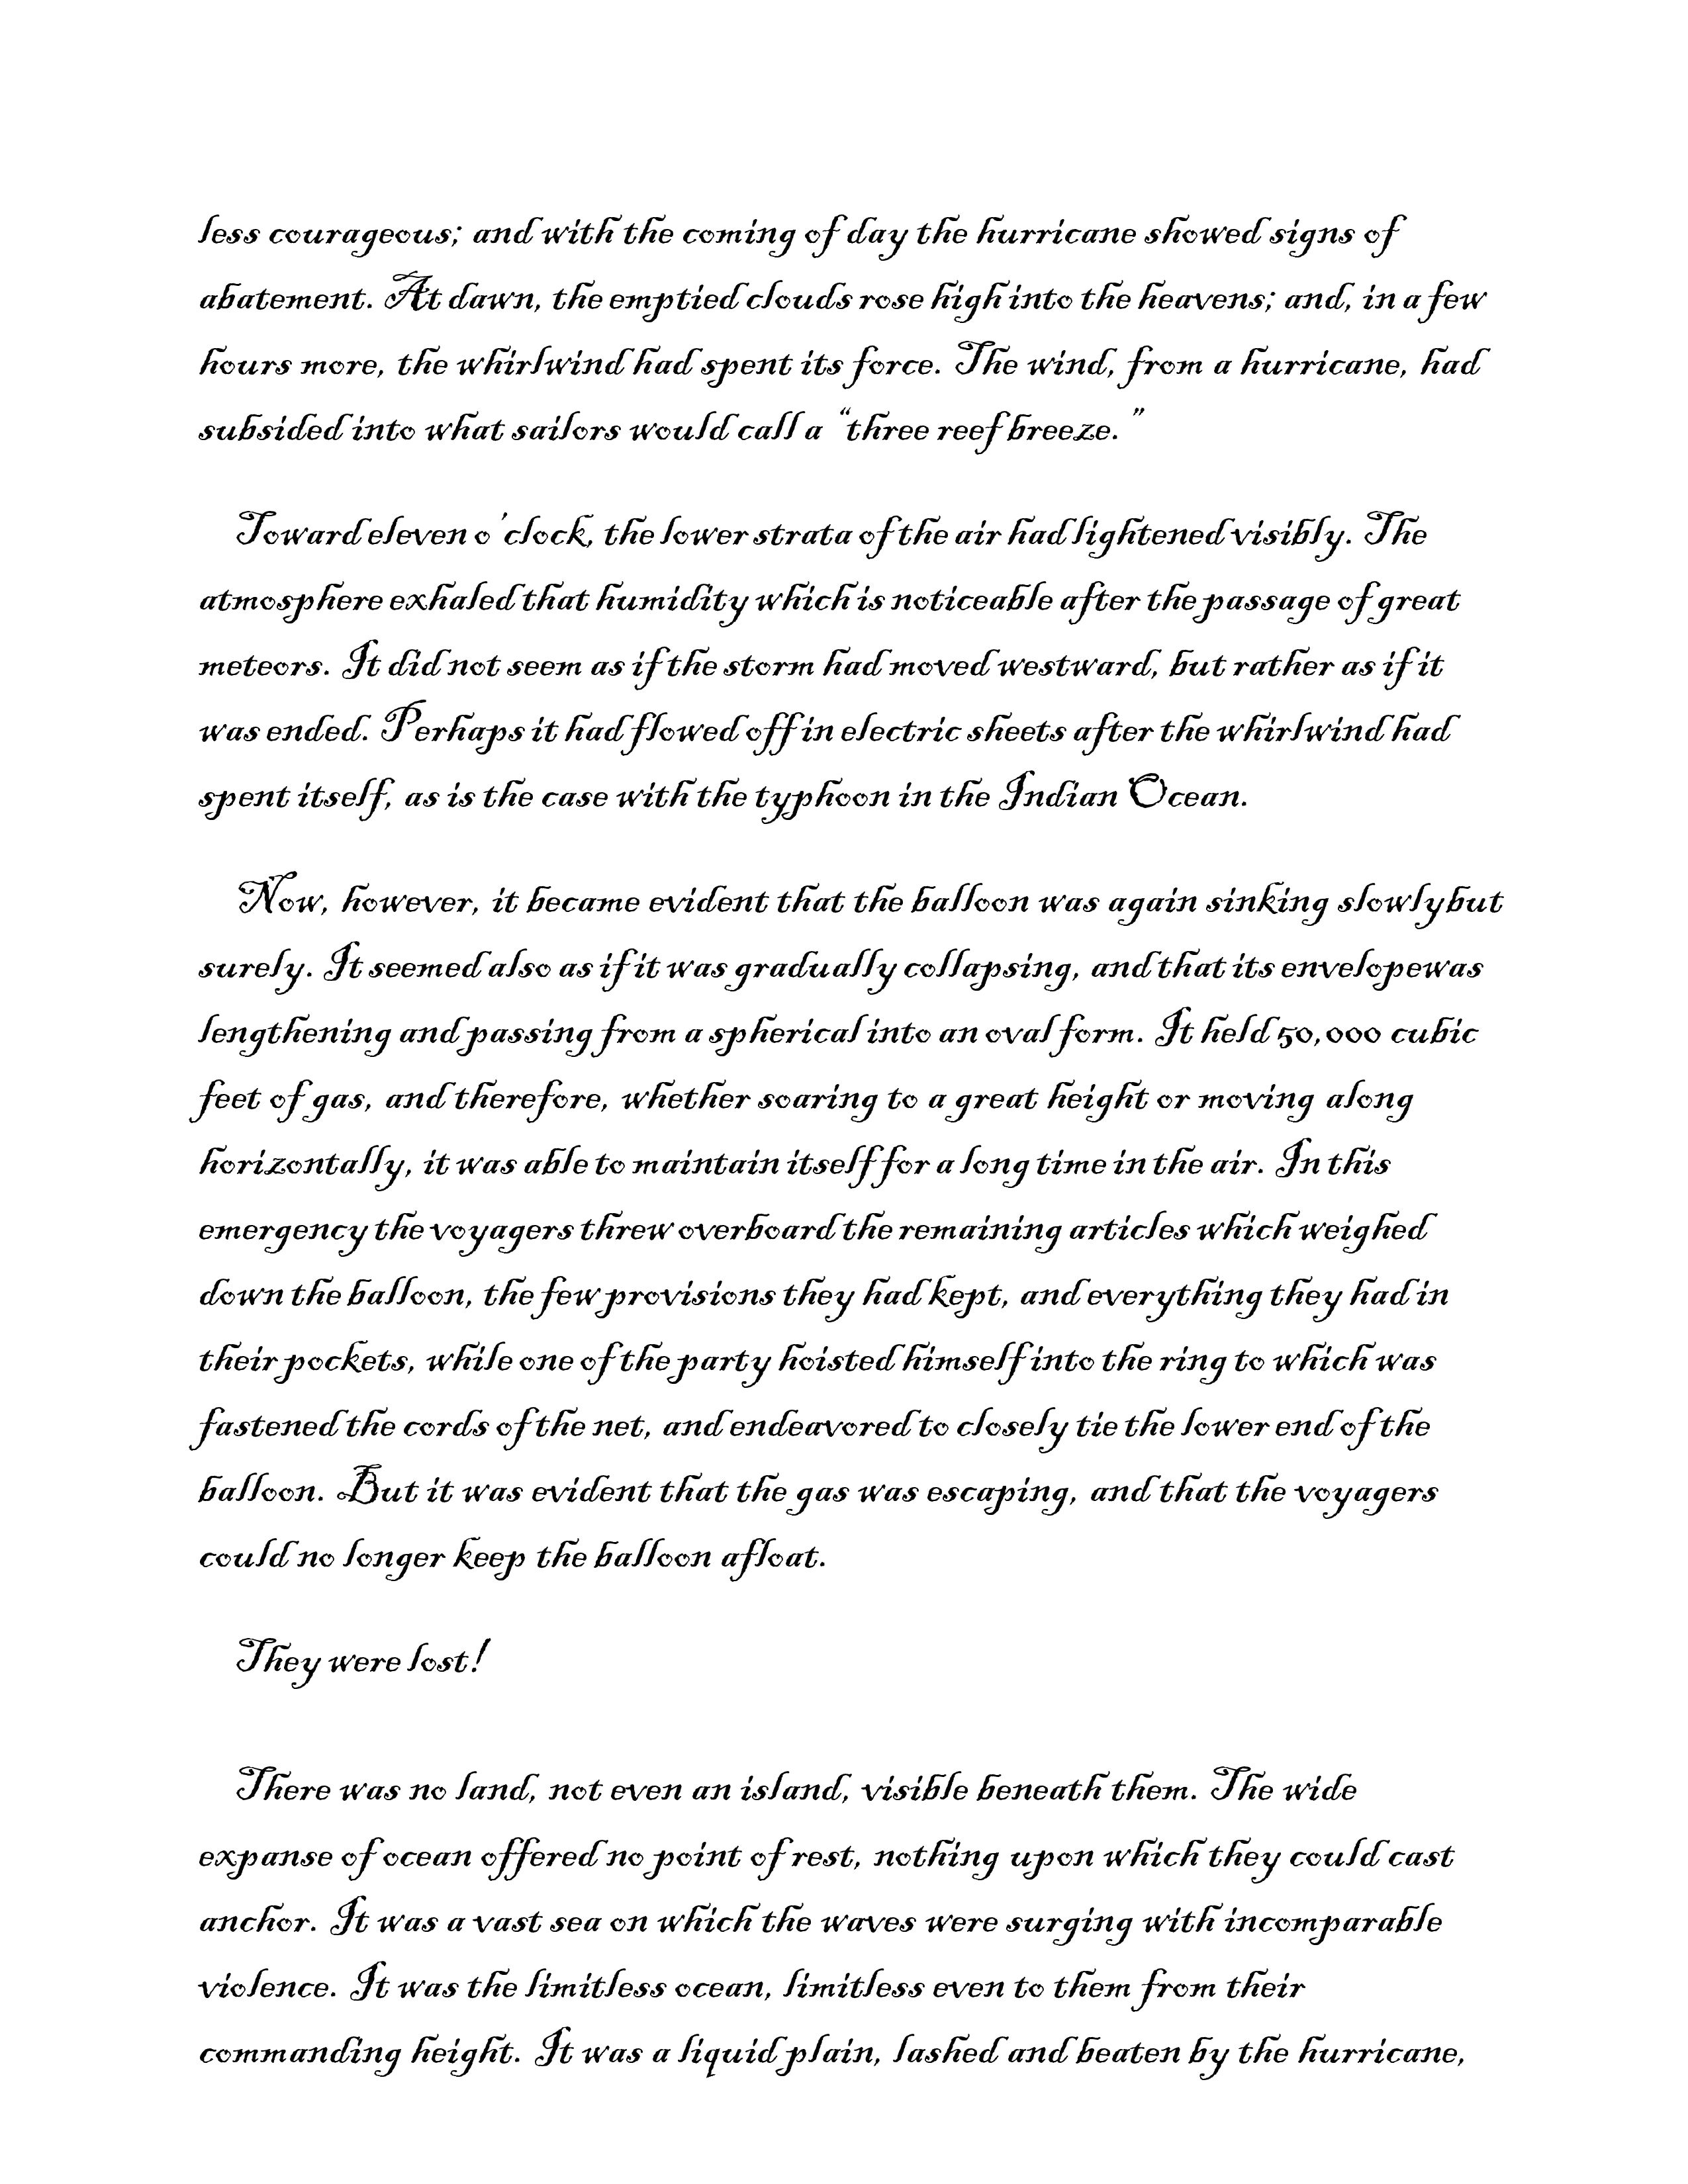 less courageous; and with the coming of day the hurricane showed signs of
abatement. At dawn, the emptied clouds rose high into the heavens; and, in a few
hours more, the whirlwind had spent its force. The wind, from a hurricane, had
subsided into what sailors would call a “three reef breeze.”
Toward eleven o'clock, the lower strata of the air had lightened visibly. The
atmosphere exhaled that humidity which is noticeable after the passage of great
meteors. It did not seem as if the storm had moved westward, but rather as if it
was ended. Perhaps it had flowed off in electric sheets after the whirlwind had
spent itself, as is the case with the typhoon in the Indian Ocean.
Now, however, it became evident that the balloon was again sinking slowlybut
surely. It seemed also as if it was gradually collapsing, and that its envelopewas
lengthening and passing from a spherical into an oval form. It held 50,000 cubic
feet of gas, and therefore, whether soaring to a great height or moving along
horizontally, it was able to maintain itself for a long time in the air. In this
emergency the voyagers threw overboard the remaining articles which weighed
down the balloon, the few provisions they had kept, and everything they had in
their pockets, while one of the party hoisted himself into the ring to which was
fastened the cords of the net, and endeavored to closely tie the lower end of the
balloon. But it was evident that the gas was escaping, and that the voyagers
could no longer keep the balloon afloat.
They were lost!
There was no land, not even an island, visible beneath them. The wide
expanse of ocean offered no point of rest, nothing upon which they could cast
anchor. It was a vast sea on which the waves were surging with incomparable
violence. It was the limitless ocean, limitless even to them from their
commanding height. It was a liquid plain, lashed and beaten by the hurricane,